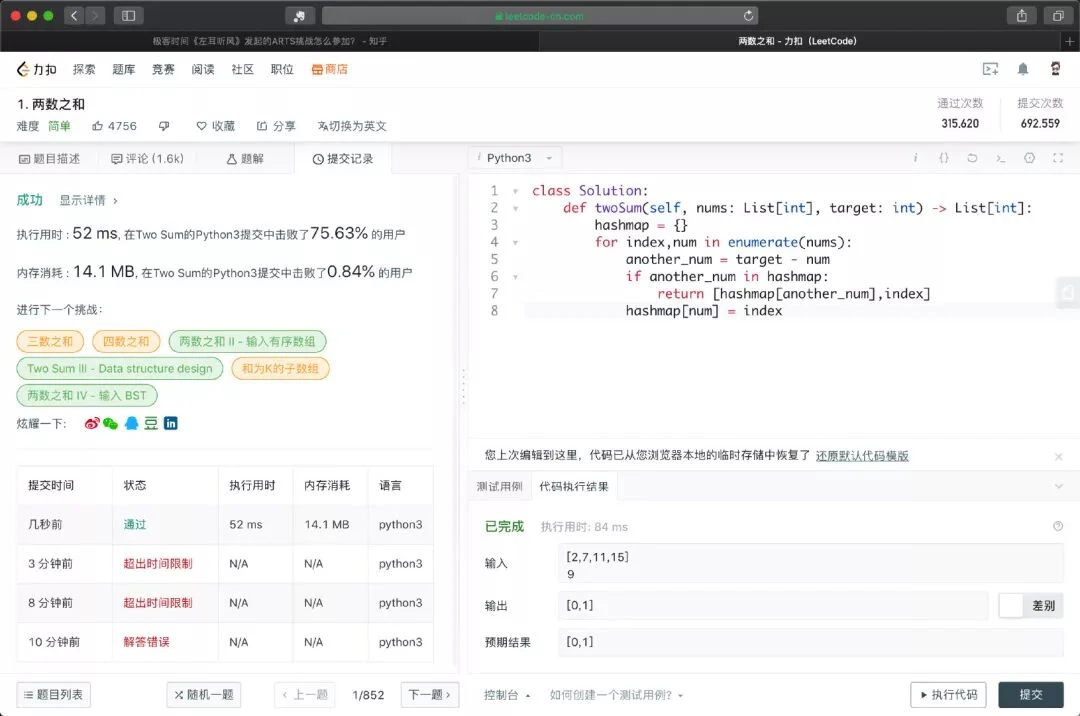 leetcode-cn.com
极客时间《左耳听风》发起的ARTS挑战怎么参加？ - 知乎
两数之和 - 力扣（LeetCode）
力扣 探索 题库 竞赛 阅读 社区 职位 商店
1. 两数之和
难度 简单 4756 收藏 分享 切换为英文
通过次数 提交次数
315.620 692.559
题目描述 评论 (1.6k) 题解 提交记录
成功 显示详情 ›
执行用时 : 52 ms, 在Two Sum的Python3提交中击败了75.63% 的用户
内存消耗 : 14.1 MB, 在Two Sum的Python3提交中击败了0.84% 的用户
进行下一个挑战:
三数之和 四数之和 两数之和 II - 输入有序数组
Two Sum III - Data structure design 和为K的子数组
两数之和 IV - 输入 BST
炫耀一下:
提交时间 状态 执行用时 内存消耗 语言
几秒前 通过 52 ms 14.1 MB python3
3 分钟前 超出时间限制 N/A N/A python3
8 分钟前 超出时间限制 N/A N/A python3
10 分钟前 解答错误 N/A N/A python3
题目列表 随机一题 ‹ 上一题 1/852 下一题 ›
Python3
1 class Solution:
2     def twoSum(self, nums: List[int], target: int) -> List[int]:
3         hashmap = {}
4         for index,num in enumerate(nums):
5             another_num = target - num
6             if another_num in hashmap:
7                 return [hashmap[another_num],index]
8             hashmap[num] = index
您上次编辑到这里，代码已从您浏览器本地的临时存储中恢复了 还原默认代码模版
测试用例 代码执行结果
已完成 执行用时: 84 ms
输入 [2,7,11,15]
9
输出 [0,1] 差别
预期结果 [0,1]
控制台 如何创建一个测试用例? 执行代码 提交